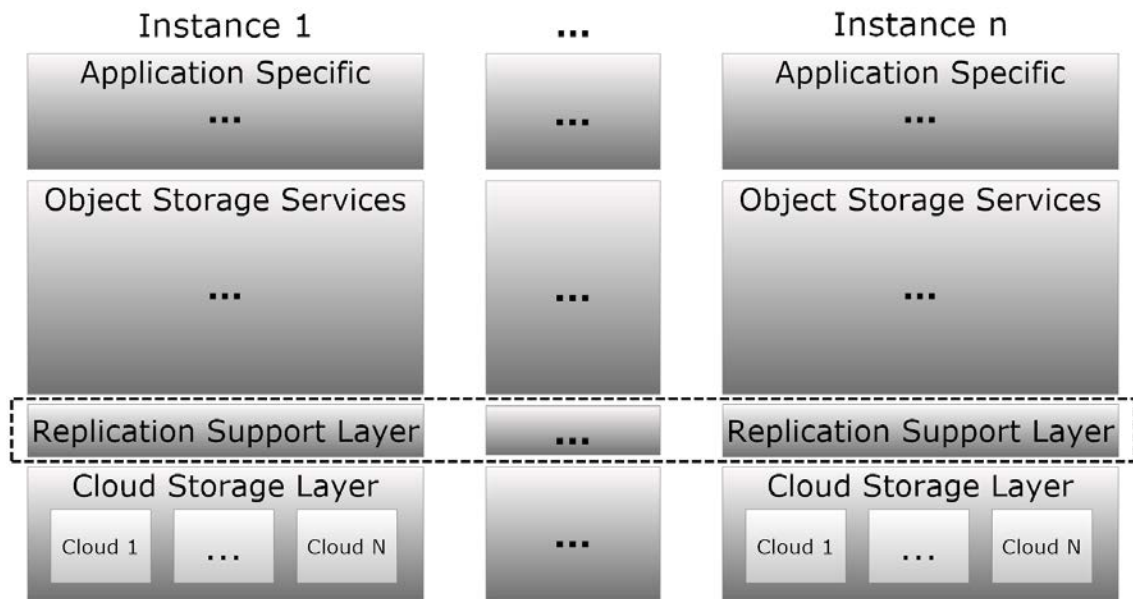 Instance 1 ... Instance n
Application Specific Application Specific
... ... ...
Object Storage Services Object Storage Services
... ... ...
Replication Support Layer ... Replication Support Layer
Cloud Storage Layer Cloud Storage Layer
Cloud 1 ... Cloud N ... Cloud 1 ... Cloud N